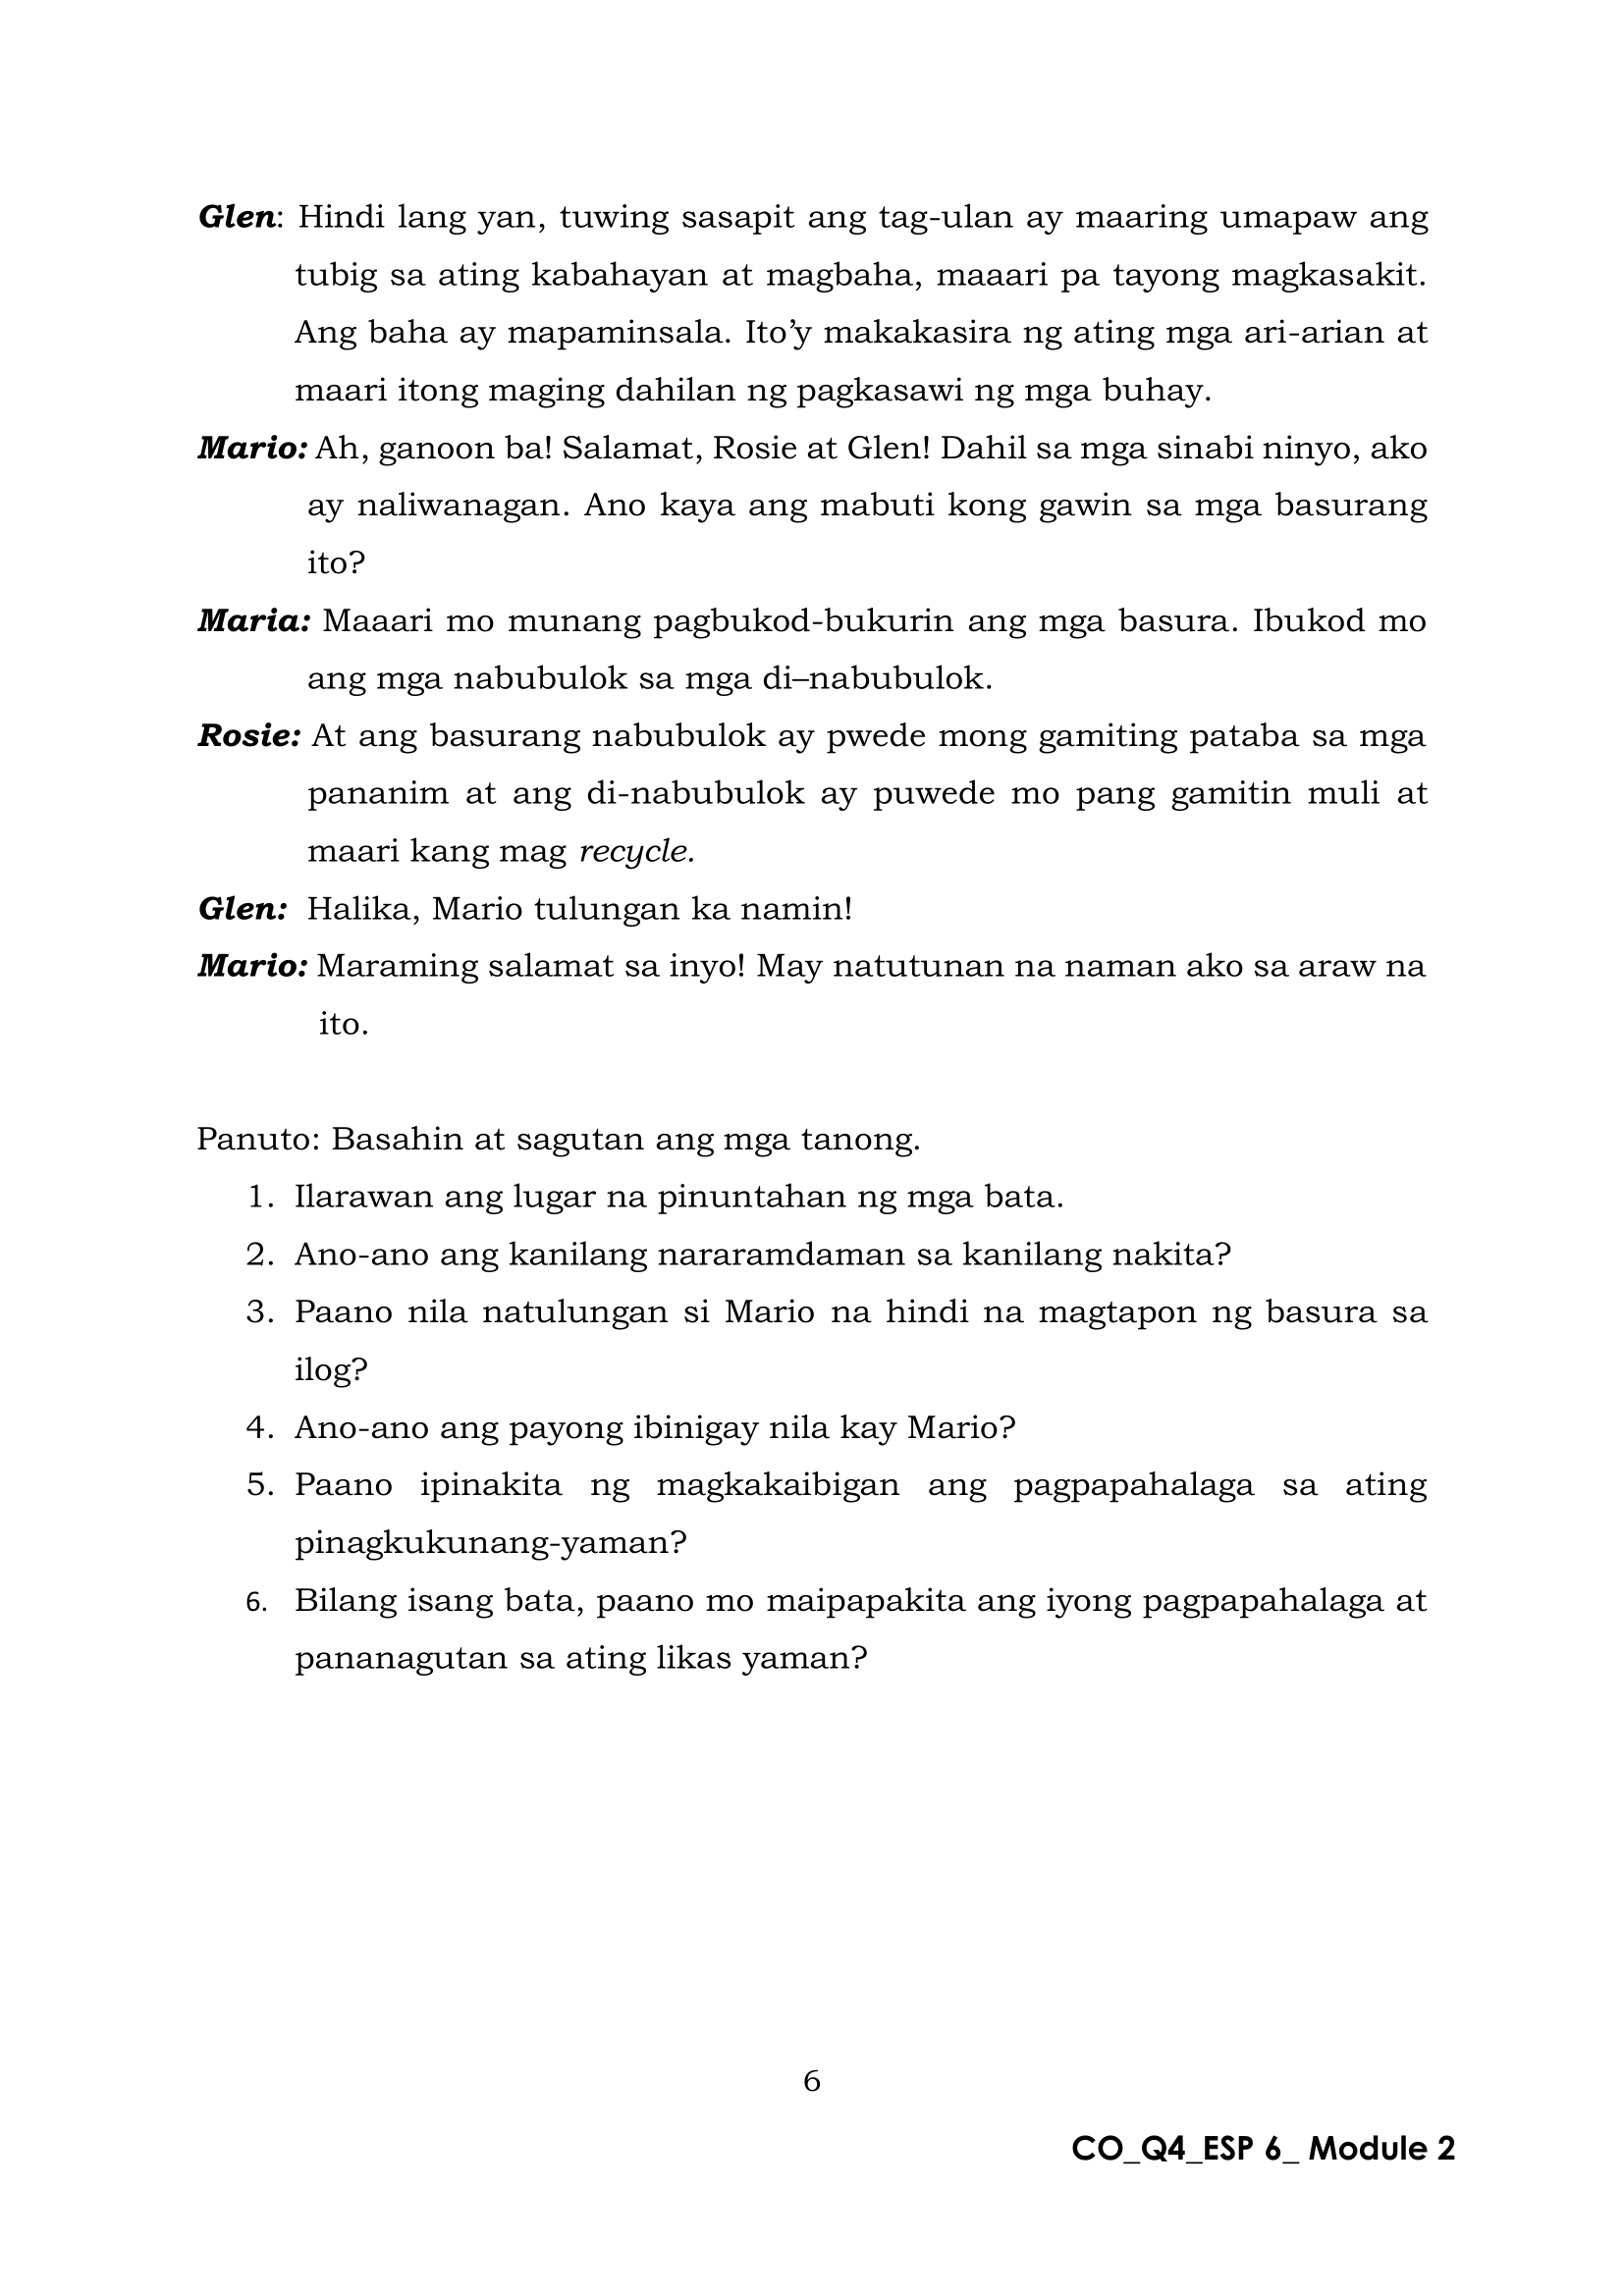 Glen: Hindi lang yan, tuwing sasapit ang tag-ulan ay maaring umapaw ang
tubig sa ating kabahayan at magbaha, maaari pa tayong magkasakit.
Ang baha ay mapaminsala. Ito’y makakasira ng ating mga ari-arian at
maari itong maging dahilan ng pagkasawi ng mga buhay.
Mario: Ah, ganoon ba! Salamat, Rosie at Glen! Dahil sa mga sinabi ninyo, ako
ay naliwanagan. Ano kaya ang mabuti kong gawin sa mga basurang
ito?
Maria: Maaari mo munang pagbukod-bukurin ang mga basura. Ibukod mo
ang mga nabubulok sa mga di–nabubulok.
Rosie: At ang basurang nabubulok ay pwede mong gamiting pataba sa mga
pananim at ang di-nabubulok ay puwede mo pang gamitin muli at
maari kang mag recycle.
Glen: Halika, Mario tulungan ka namin!
Mario: Maraming salamat sa inyo! May natutunan na naman ako sa araw na
ito.
Panuto: Basahin at sagutan ang mga tanong.
1. Ilarawan ang lugar na pinuntahan ng mga bata.
2. Ano-ano ang kanilang nararamdaman sa kanilang nakita?
3. Paano nila natulungan si Mario na hindi na magtapon ng basura sa
ilog?
4. Ano-ano ang payong ibinigay nila kay Mario?
5. Paano ipinakita ng magkakaibigan ang pagpapahalaga sa ating
pinagkukunang-yaman?
6. Bilang isang bata, paano mo maipapakita ang iyong pagpapahalaga at
pananagutan sa ating likas yaman?
6
CO_Q4_ESP 6_ Module 2